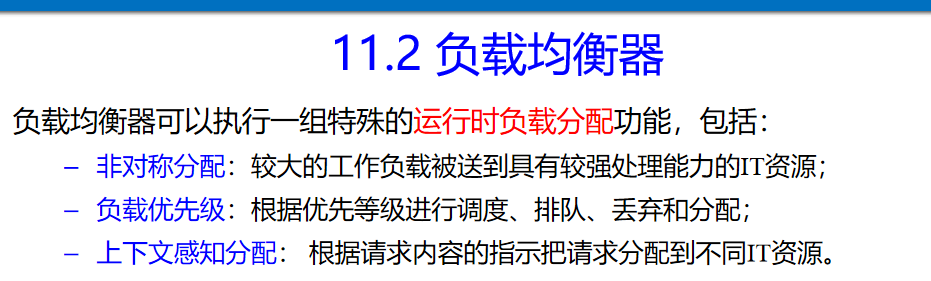 11.2 负载均衡器
负载均衡器可以执行一组特殊的运行时负载分配功能，包括：
– 非对称分配：较大的工作负载被送到具有较强处理能力的IT资源；
– 负载优先级：根据优先等级进行调度、排队、丢弃和分配；
– 上下文感知分配： 根据请求内容的指示把请求分配到不同IT资源。